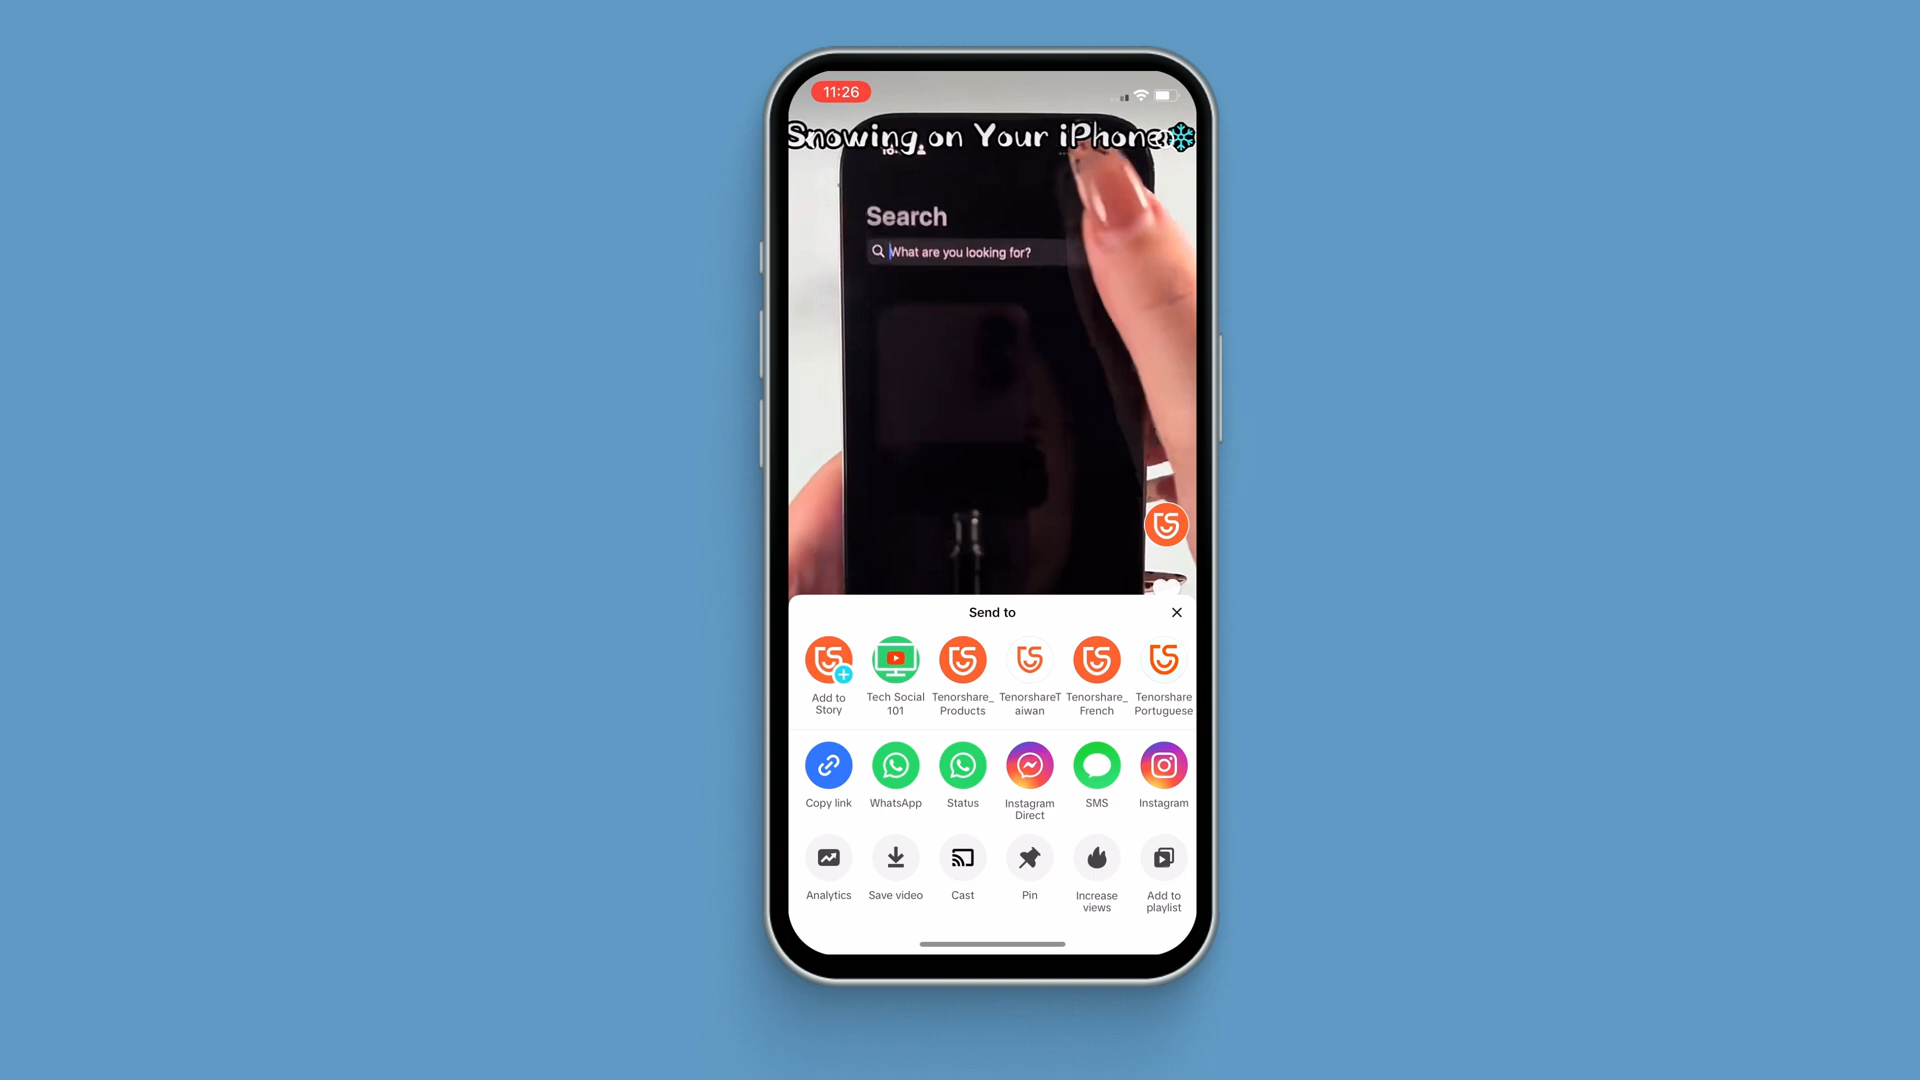 11:26
Snowing on Your iPhone
Search
What are you looking for?
Send to
Add to
Story
Tech Social
101
Tenorshare_
Products
TenorshareT
aiwan
Tenorshare_
French
Tenorshare
Portuguese
Copy link
WhatsApp
Status
Instagram
Direct
SMS
Instagram
Analytics
Save video
Cast
Pin
Increase
views
Add to
playlist